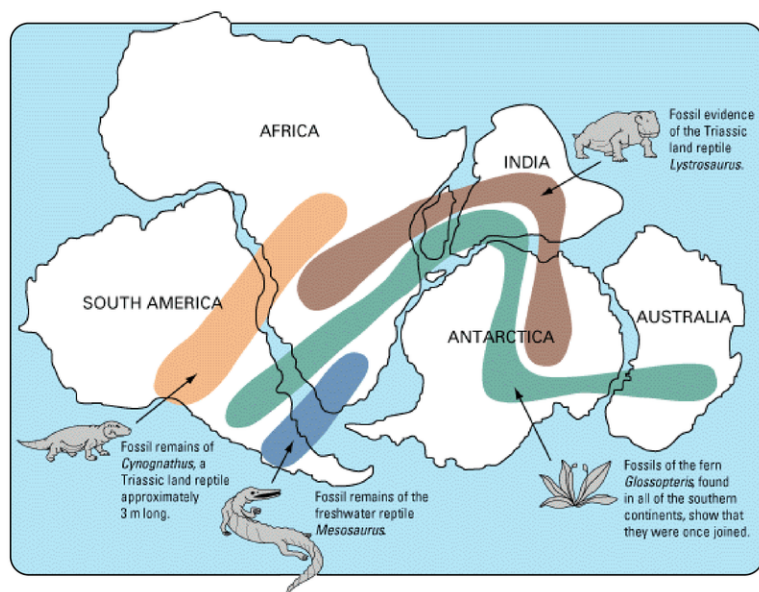 AFRICA
INDIA
Fossil evidence
of the Triassic
land reptile
Lystrosaurus.
SOUTH AMERICA
ANTARCTICA
AUSTRALIA
Fossil remains of
Cynognathus, a
Triassic land reptile
approximately
3 m long.
Fossil remains of the
freshwater reptile
Mesosaurus.
Fossils of the fern
Glossopteris, found
in all of the southern
continents, show that
they were once joined.